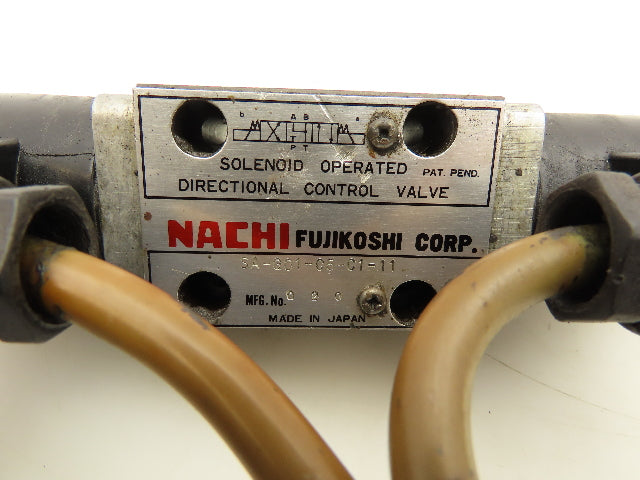 b A B a
P T
SOLENOID OPERATED PAT. PEND.
DIRECTIONAL CONTROL VALVE
NACHI FUJIKOSHI CORP.
MFG. No.
MADE IN JAPAN